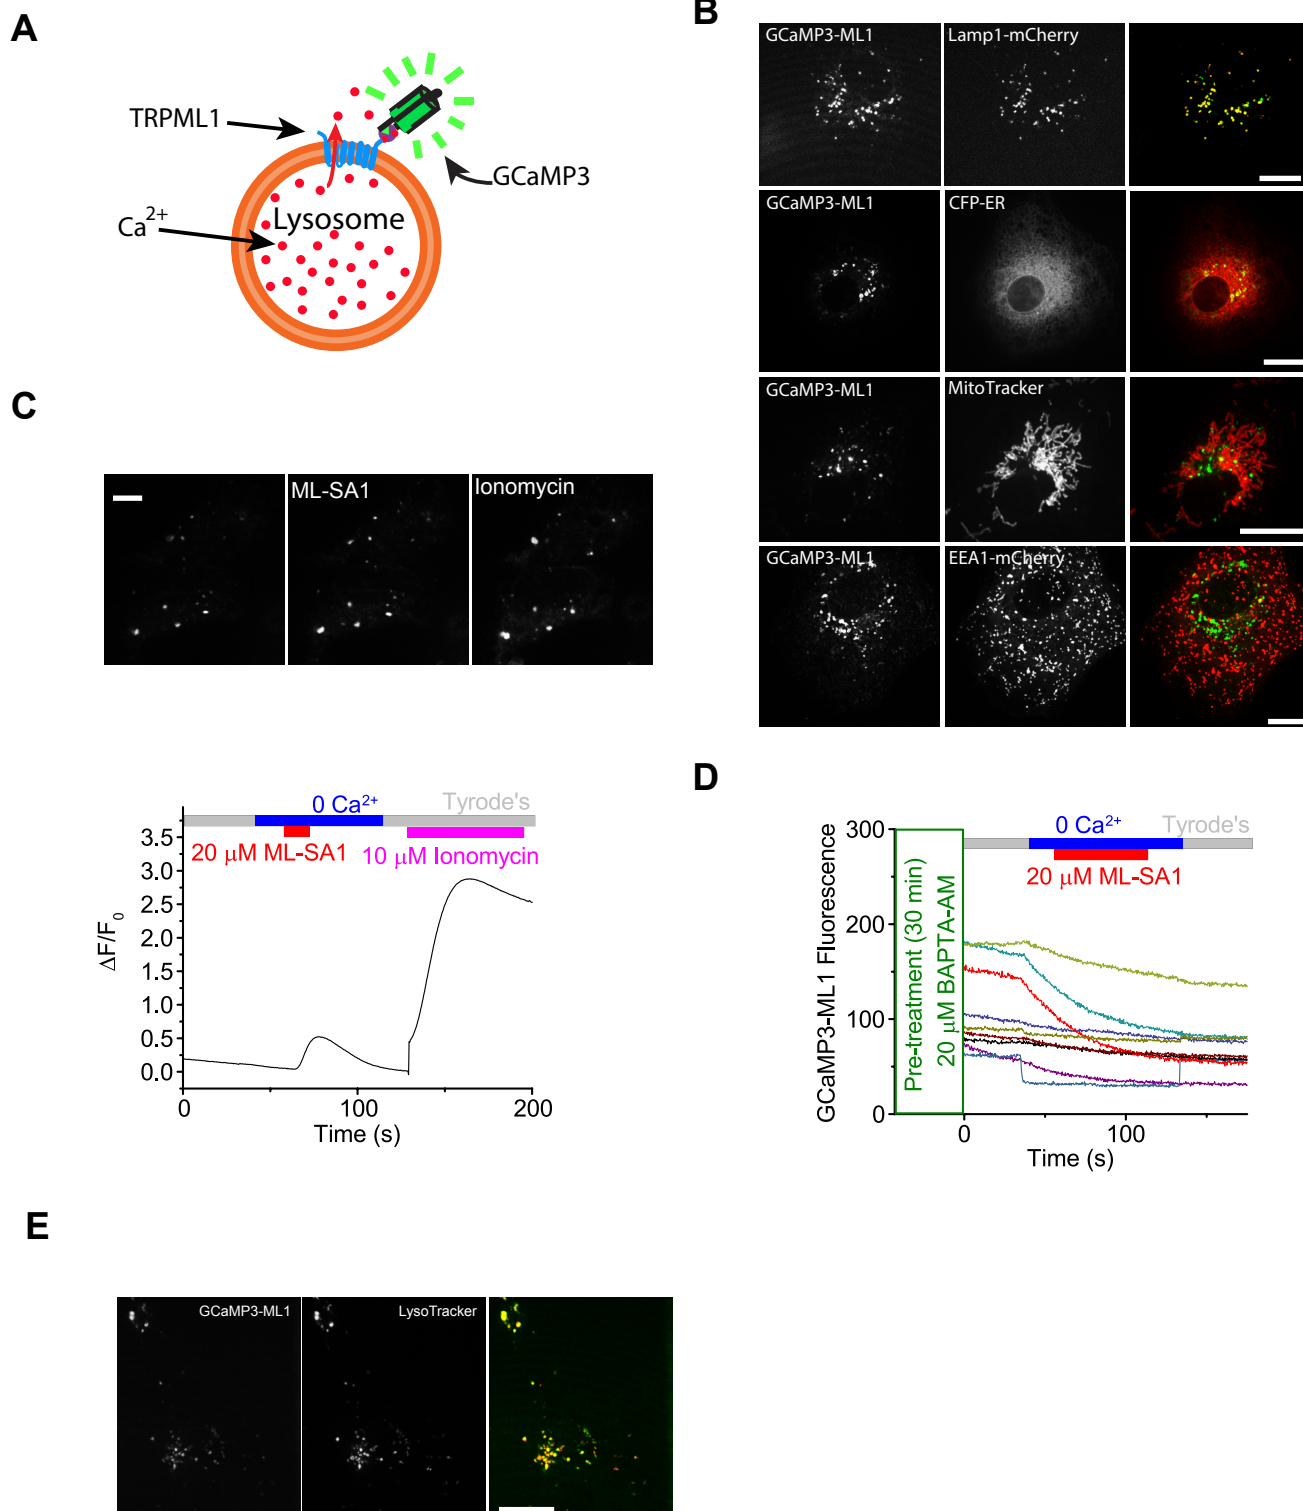 A
TRPML1
GCaMP3
Ca2+
Lysosome
B
GCaMP3-ML1
Lamp1-mCherry
GCaMP3-ML1
CFP-ER
GCaMP3-ML1
MitoTracker
GCaMP3-ML1
EEA1-mCherry
C
ML-SA1
Ionomycin
0 Ca2+
Tyrode's
20 μM ML-SA1
10 μM Ionomycin
3.5
3.0
2.5
2.0
1.5
1.0
0.5
0.0
ΔF/F0
0
100
200
Time (s)
D
0 Ca2+
Tyrode's
20 μM ML-SA1
Pre-treatment (30 min)
20 μM BAPTA-AM
300
200
100
0
GCaMP3-ML1 Fluorescence
0
100
Time (s)
E
GCaMP3-ML1
LysoTracker